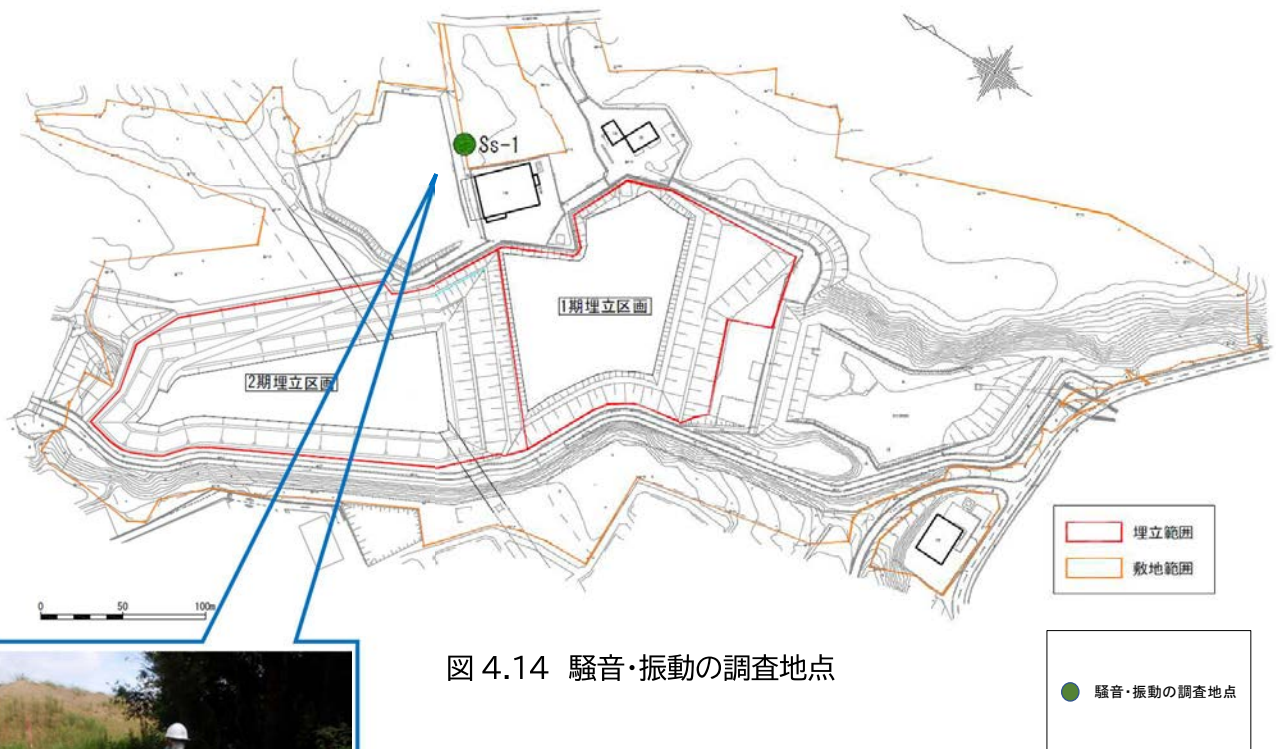 Ss-1
1期埋立区画
2期埋立区画
埋立範囲
敷地範囲
0 50 100m
図 4.14 騒音・振動の調査地点
騒音・振動の調査地点